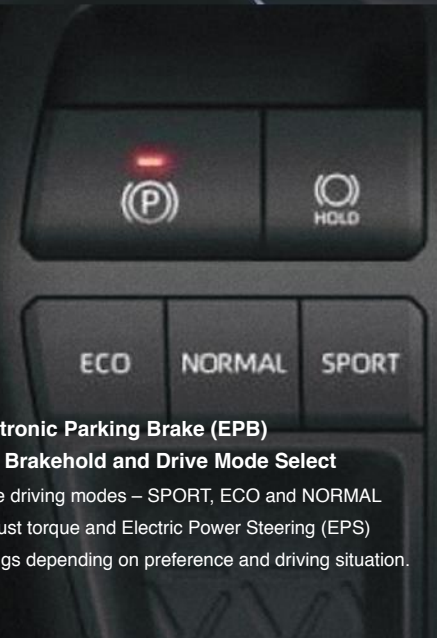 (P)
HOLD
ECO NORMAL SPORT
tronic Parking Brake (EPB)
Brakehold and Drive Mode Select
e driving modes – SPORT, ECO and NORMAL
ust torque and Electric Power Steering (EPS)
gs depending on preference and driving situation.